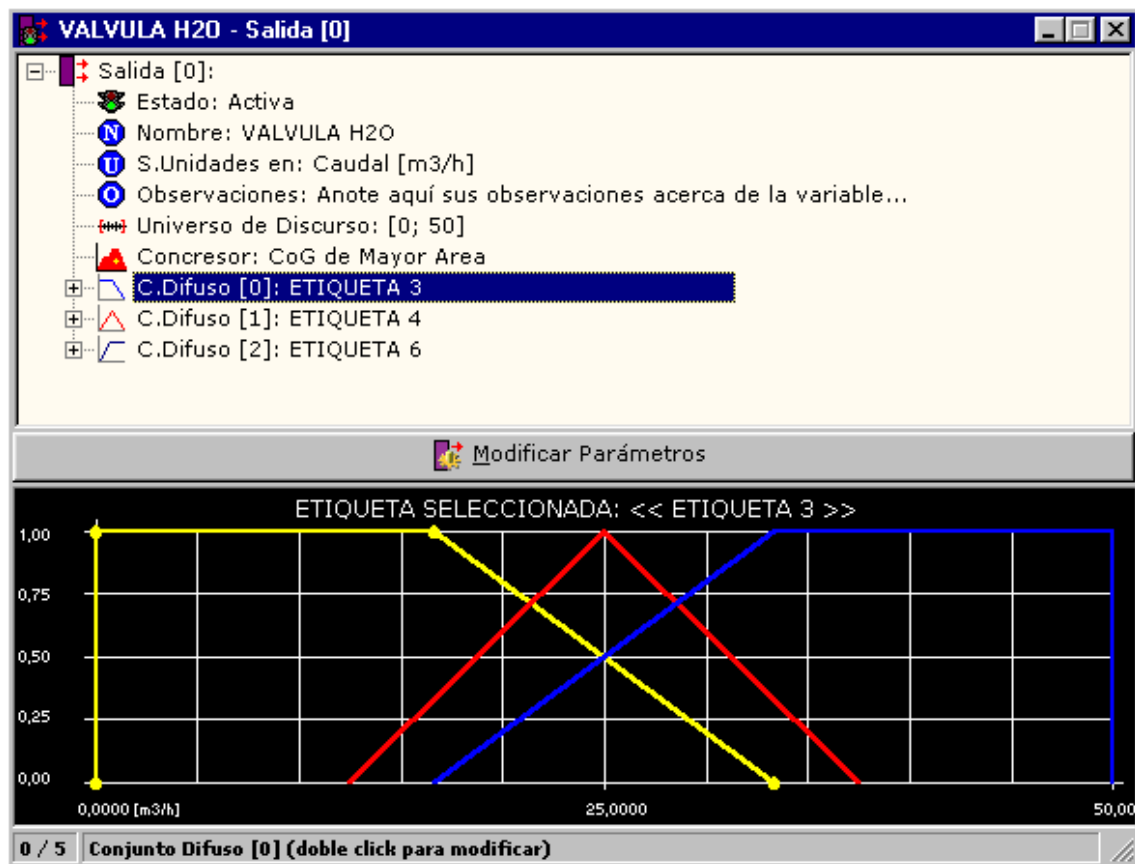 VALVULA H2O - Salida [0]
Salida [0]:
Estado: Activa
N Nombre: VALVULA H2O
U S.Unidades en: Caudal [m3/h]
O Observaciones: Anote aquí sus observaciones acerca de la variable...
Universo de Discurso: [0; 50]
Concresor: CoG de Mayor Area
C.Difuso [0]: ETIQUETA 3
C.Difuso [1]: ETIQUETA 4
C.Difuso [2]: ETIQUETA 6
Modificar Parámetros
ETIQUETA SELECCIONADA: << ETIQUETA 3 >>
1,00
0,75
0,50
0,25
0,00
0,0000 [m3/h] 25,0000 50,00
0 / 5 Conjunto Difuso [0] (doble click para modificar)